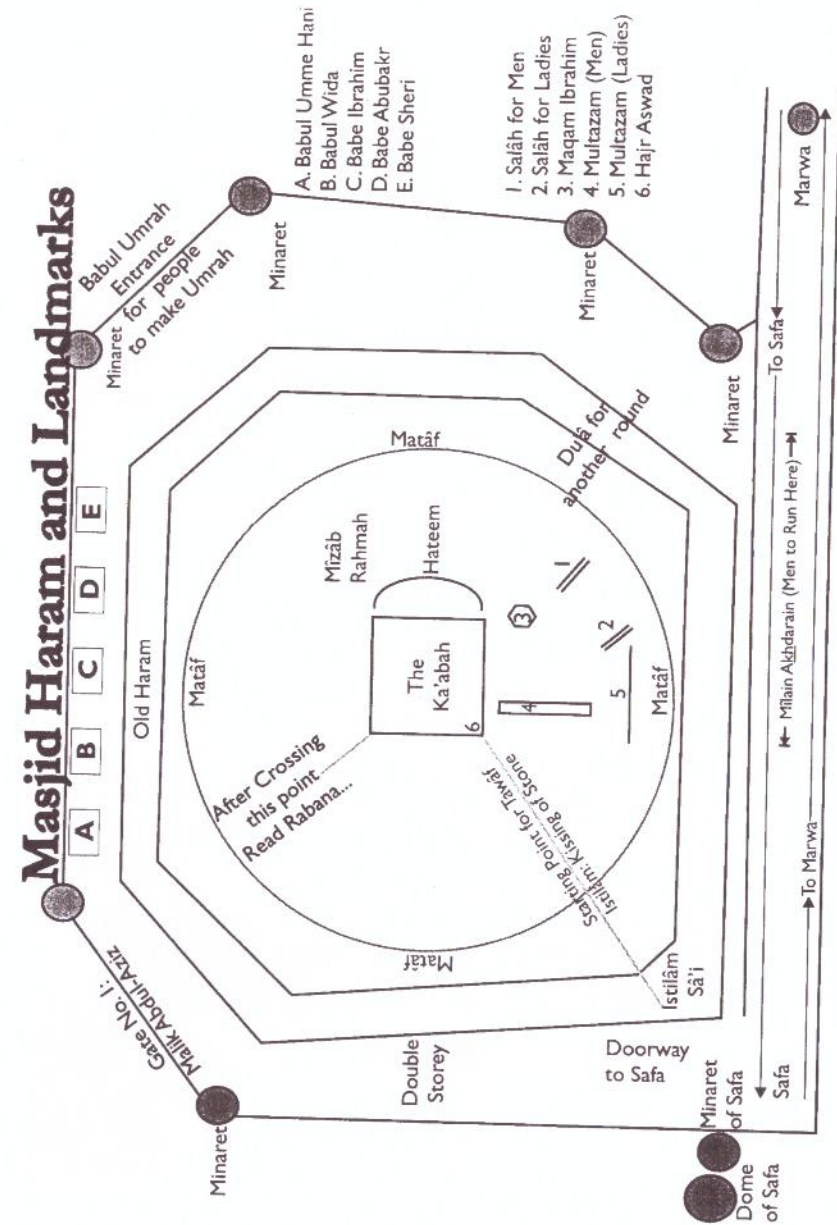 Masjid Haram and Landmarks
A
B
C
D
E
A. Babul Umme Hani
B. Babul Wida
C. Babe Ibrahim
D. Babe Abubakr
E. Babe Sheri
Babul Umrah
Entrance
for people
to make Umrah
Minaret
Minaret
Gate No. 1:
Malik Abdul-Aziz
Minaret
Old Haram
Matâf
Matâf
Matâf
Matâf
Mîzâb
Rahmah
Hateem
The
Ka'abah
After Crossing
this point
Read Rabana...
6
3
1
2
4
5
Du'â for
another round
Starting Point for Tawâf
Istilâm: Kissing of Stone
Istilâm
Sâ'i
1. Salâh for Men
2. Salâh for Ladies
3. Maqam Ibrahim
4. Multazam (Men)
5. Multazam (Ladies)
6. Hajr Aswad
Minaret
Minaret
Double
Storey
Doorway
to Safa
Minaret
of Safa
Dome
of Safa
Safa
To Safa
Mîlain Akhdarain (Men to Run Here)
To Marwa
Marwa